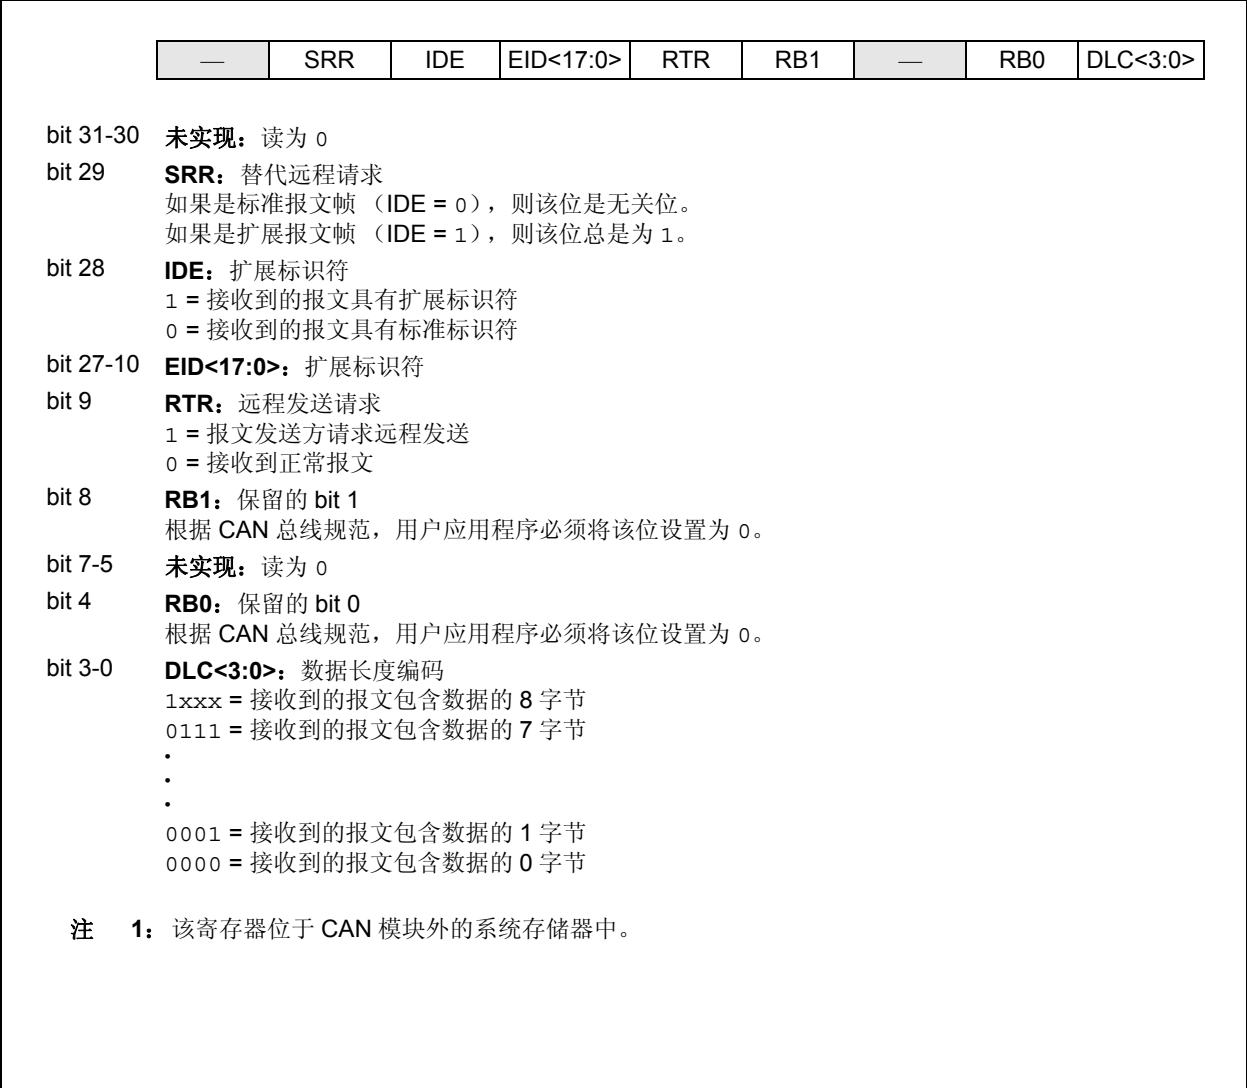 — SRR IDE EID<17:0> RTR RB1 — RB0 DLC<3:0>
bit 31-30 未实现：读为 0
bit 29 SRR：替代远程请求
如果是标准报文帧 （IDE = 0），则该位是无关位。
如果是扩展报文帧 （IDE = 1），则该位总是为 1。
bit 28 IDE：扩展标识符
1 = 接收到的报文具有扩展标识符
0 = 接收到的报文具有标准标识符
bit 27-10 EID<17:0>：扩展标识符
bit 9 RTR：远程发送请求
1 = 报文发送方请求远程发送
0 = 接收到正常报文
bit 8 RB1：保留的 bit 1
根据 CAN 总线规范，用户应用程序必须将该位设置为 0。
bit 7-5 未实现：读为 0
bit 4 RB0：保留的 bit 0
根据 CAN 总线规范，用户应用程序必须将该位设置为 0。
bit 3-0 DLC<3:0>：数据长度编码
1xxx = 接收到的报文包含数据的 8 字节
0111 = 接收到的报文包含数据的 7 字节
•
•
•
0001 = 接收到的报文包含数据的 1 字节
0000 = 接收到的报文包含数据的 0 字节
注 1：该寄存器位于 CAN 模块外的系统存储器中。